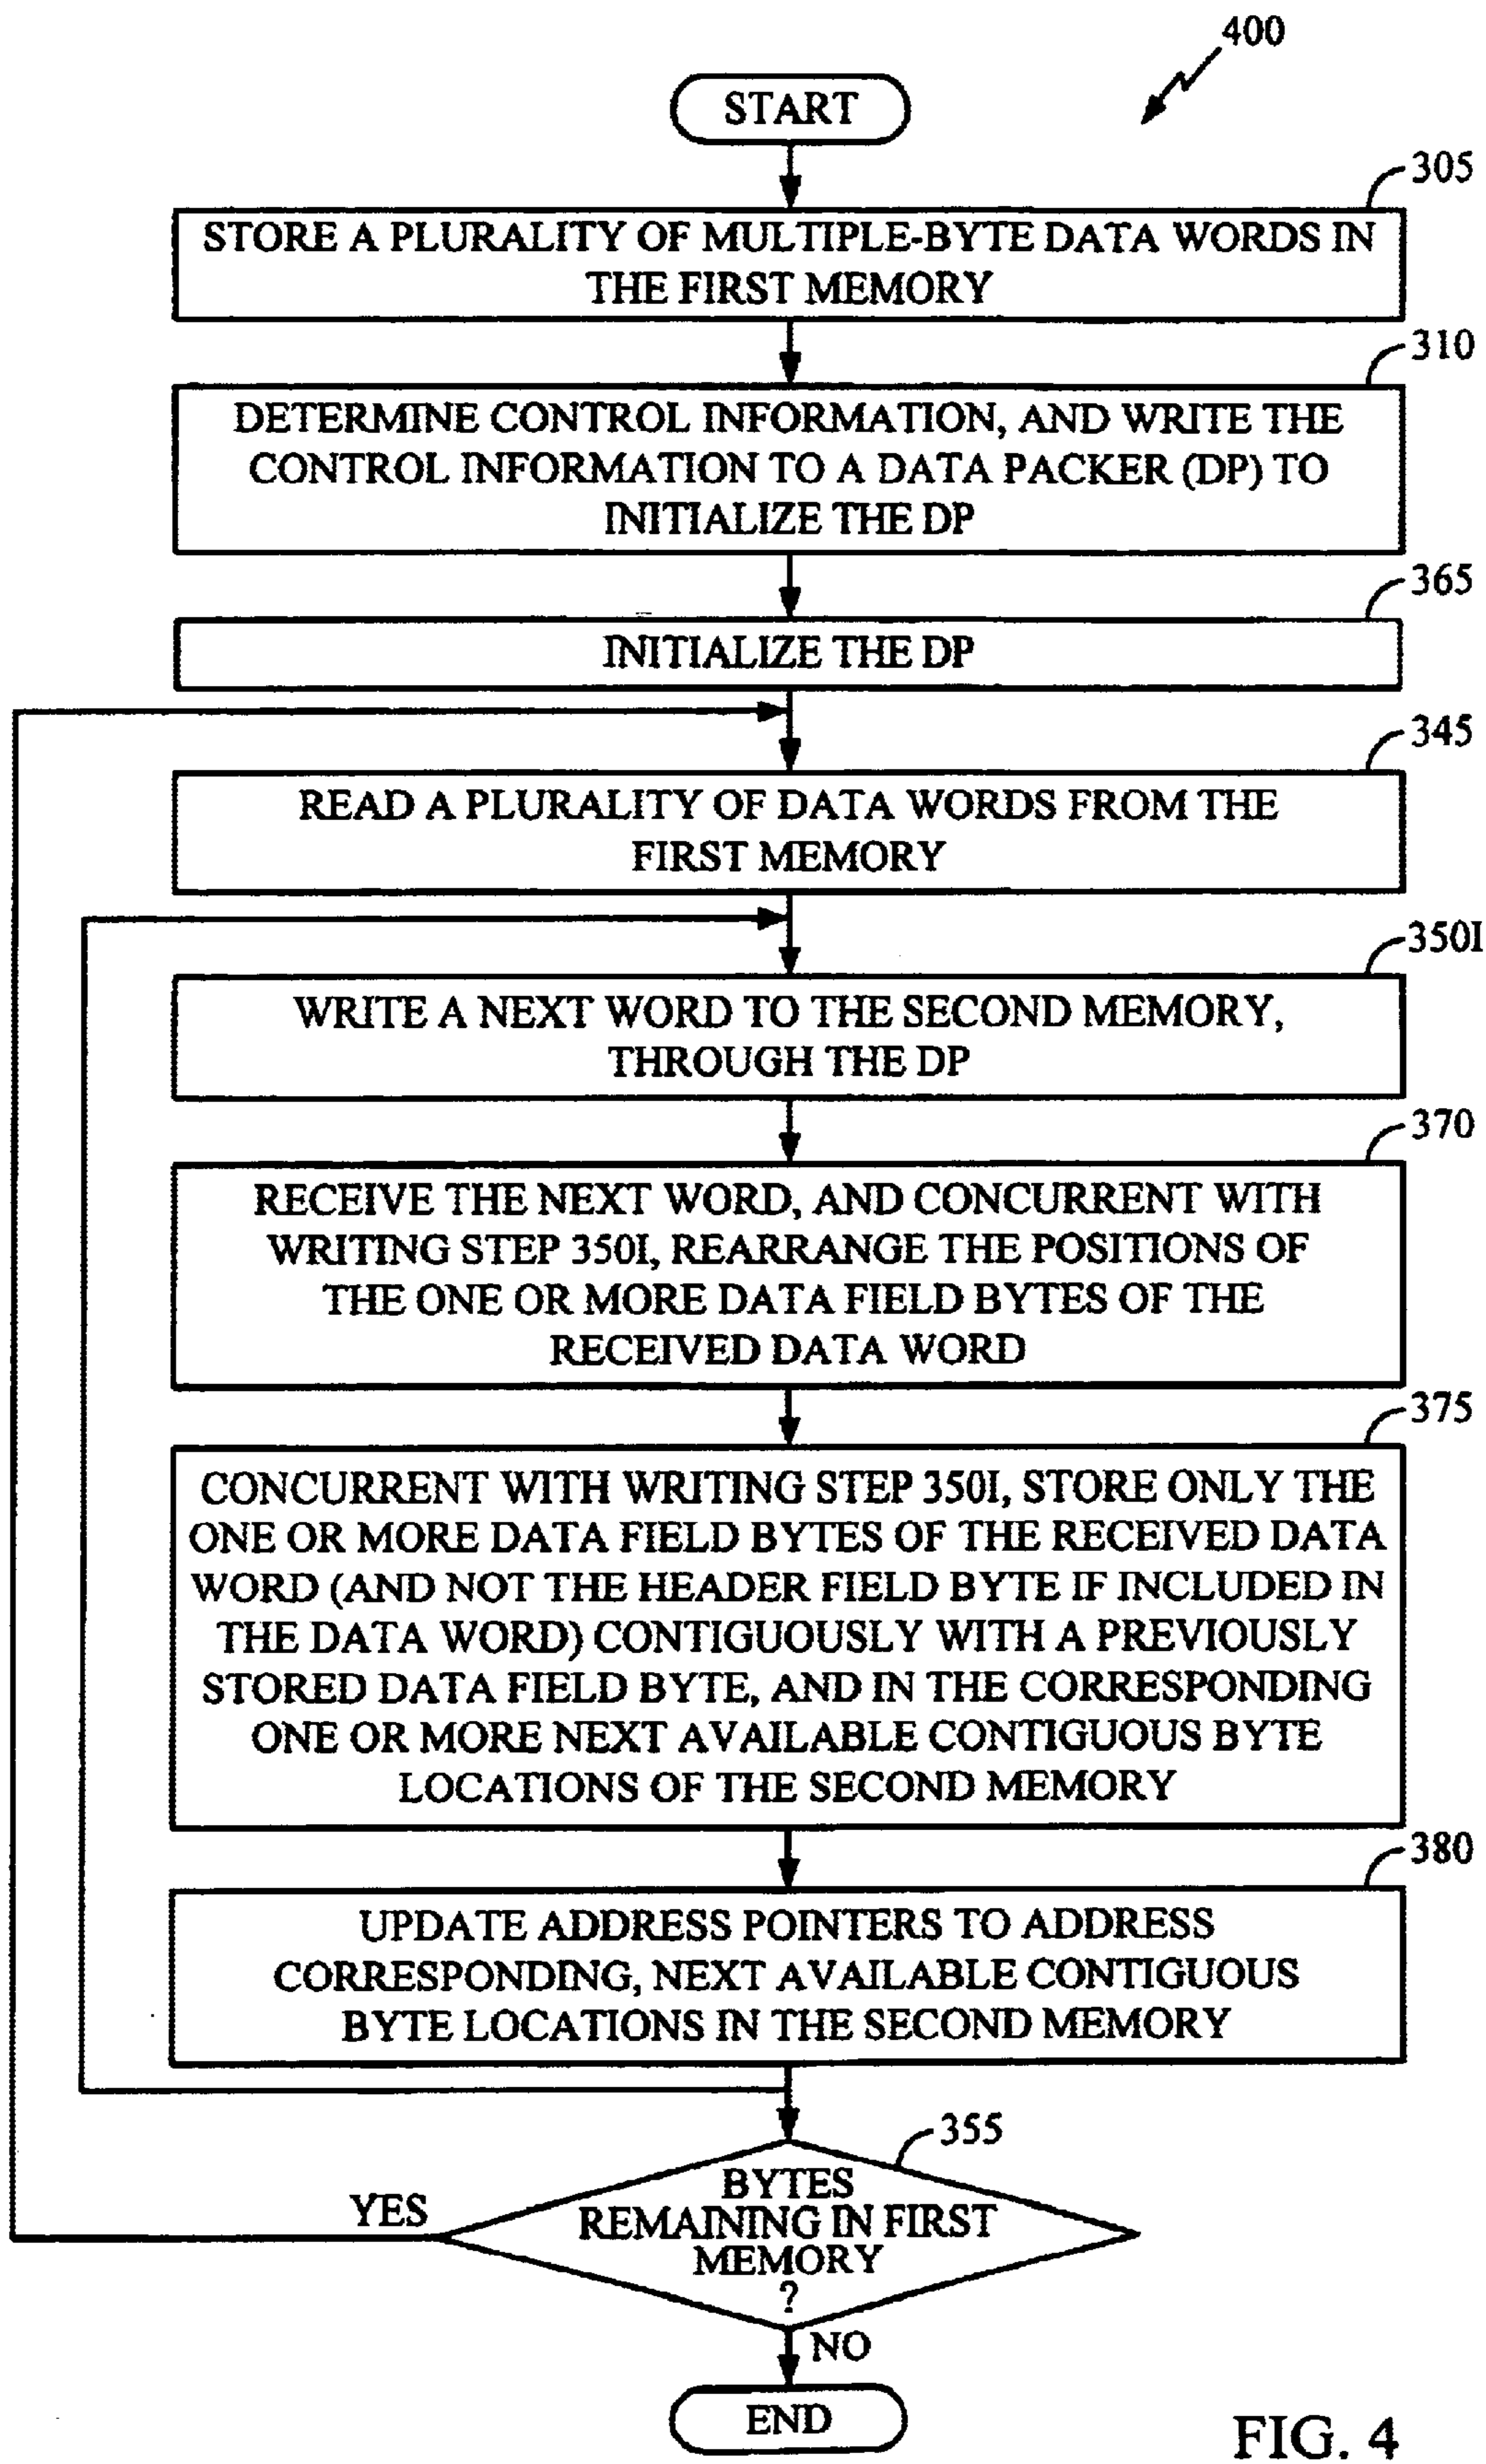 400
START
305
STORE A PLURALITY OF MULTIPLE-BYTE DATA WORDS IN
THE FIRST MEMORY
310
DETERMINE CONTROL INFORMATION, AND WRITE THE
CONTROL INFORMATION TO A DATA PACKER (DP) TO
INITIALIZE THE DP
365
INITIALIZE THE DP
345
READ A PLURALITY OF DATA WORDS FROM THE
FIRST MEMORY
350I
WRITE A NEXT WORD TO THE SECOND MEMORY,
THROUGH THE DP
370
RECEIVE THE NEXT WORD, AND CONCURRENT WITH
WRITING STEP 350I, REARRANGE THE POSITIONS OF
THE ONE OR MORE DATA FIELD BYTES OF THE
RECEIVED DATA WORD
375
CONCURRENT WITH WRITING STEP 350I, STORE ONLY THE
ONE OR MORE DATA FIELD BYTES OF THE RECEIVED DATA
WORD (AND NOT THE HEADER FIELD BYTE IF INCLUDED IN
THE DATA WORD) CONTIGUOUSLY WITH A PREVIOUSLY
STORED DATA FIELD BYTE, AND IN THE CORRESPONDING
ONE OR MORE NEXT AVAILABLE CONTIGUOUS BYTE
LOCATIONS OF THE SECOND MEMORY
380
UPDATE ADDRESS POINTERS TO ADDRESS
CORRESPONDING, NEXT AVAILABLE CONTIGUOUS
BYTE LOCATIONS IN THE SECOND MEMORY
355
YES
BYTES
REMAINING IN FIRST
MEMORY
?
NO
END
FIG. 4